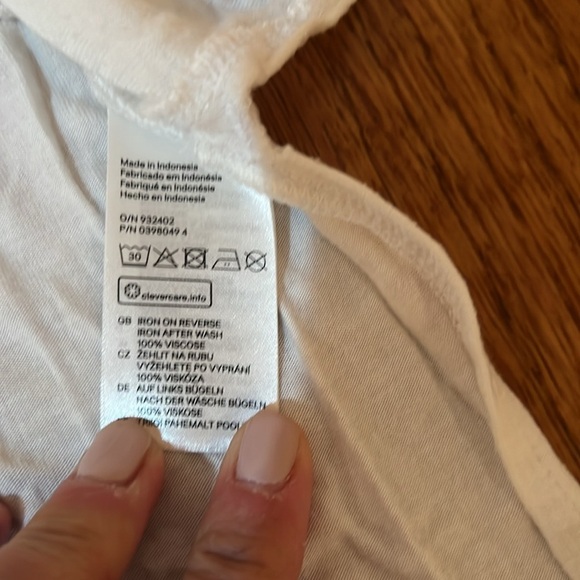 Made in Indonesia
Fabricado em Indonésia
Fabriqué en Indonésie
Hecho en Indonesia
O/N 932402
P/N 0398049 4
30
clevercare.info
GB IRON ON REVERSE
IRON AFTER WASH
100% VISCOSE
CZ ŽEHLIT NA RUBU
VYŽEHLETE PO VYPRÁNÍ
100% VISKÓZA
DE AUF LINKS BÜGELN
NACH DER WÄSCHE BÜGELN
100% VISKOSE
PAHEMALT